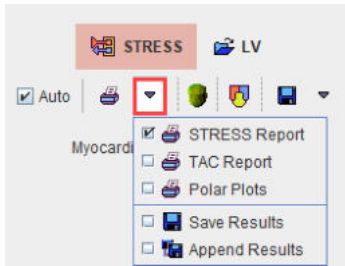 STRESS LV
Auto
STRESS Report
Myocardi
TAC Report
Polar Plots
Save Results
Append Results